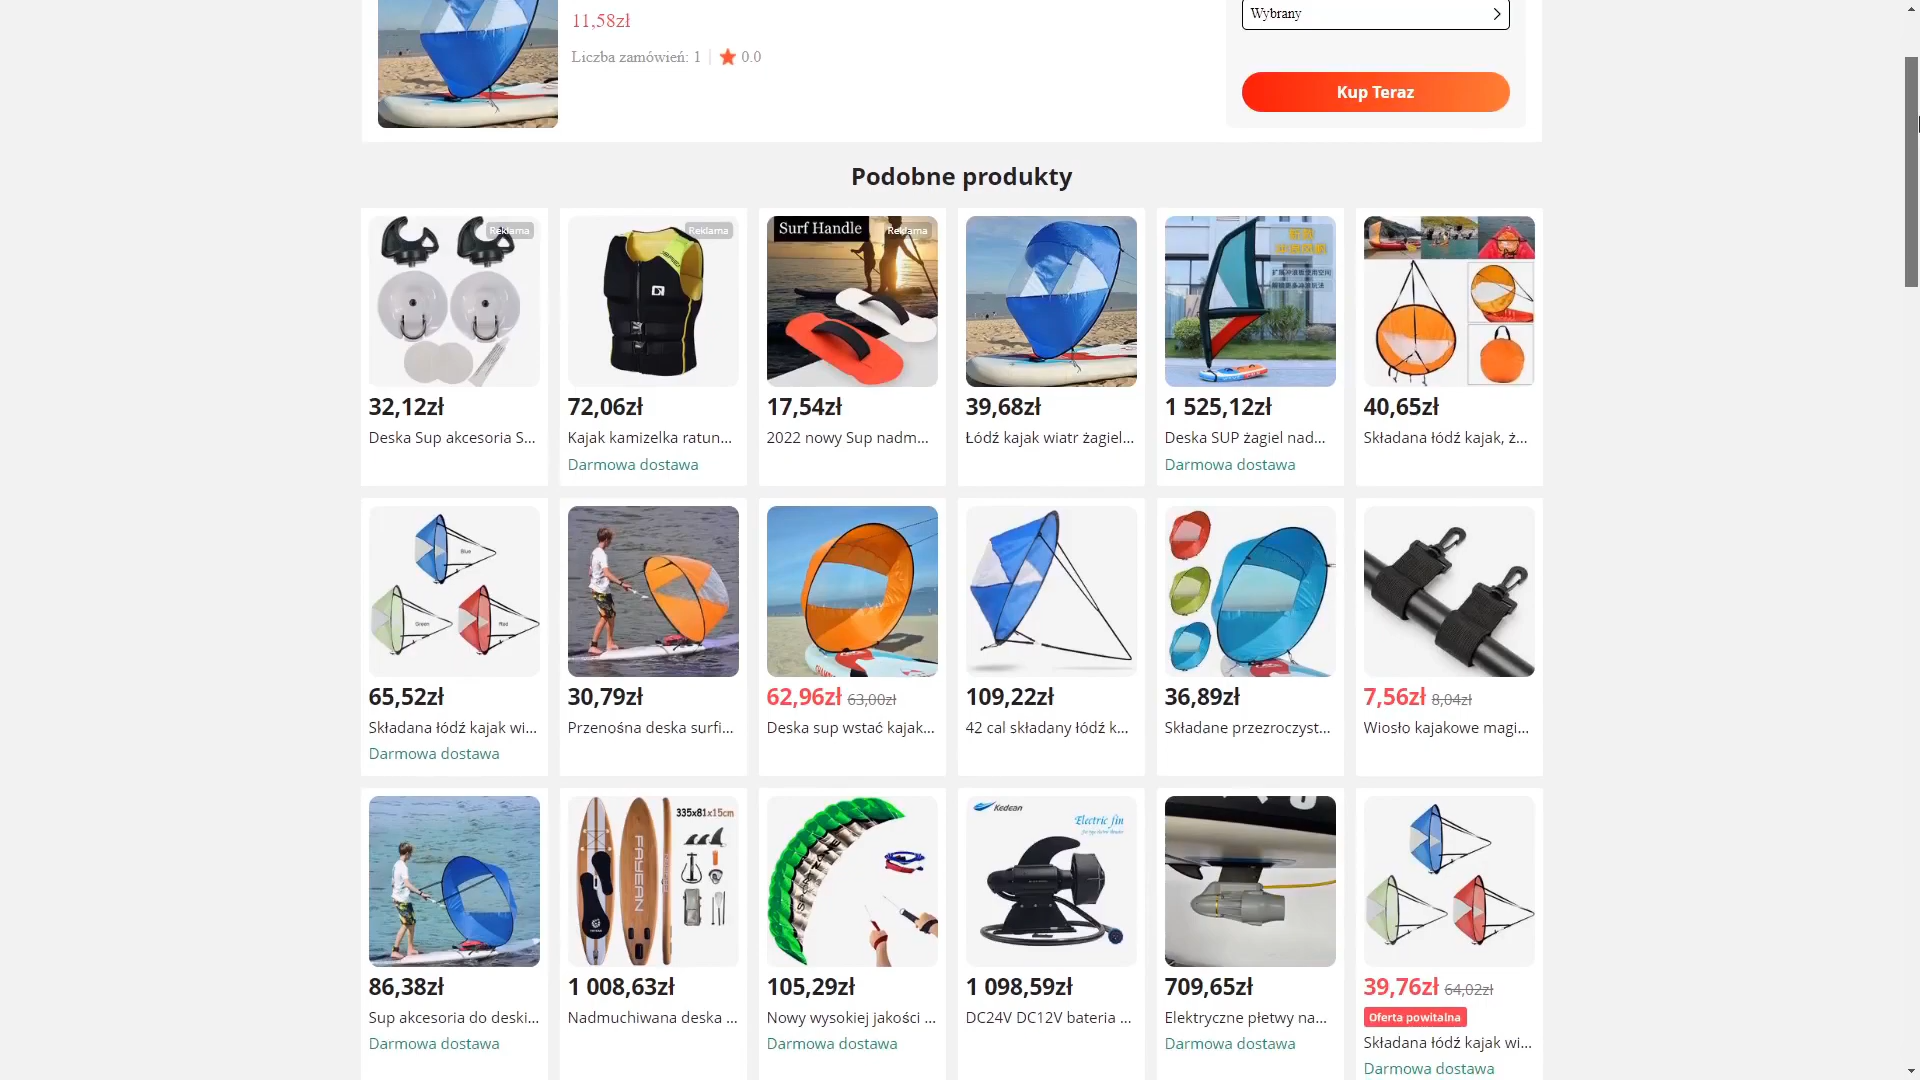 11,58zł
Wybrany
Liczba zamówień: 1
0.0
Kup Teraz
Podobne produkty
Reklama
Reklama
Surf Handle
Reklama
32,12zł
72,06zł
17,54zł
39,68zł
1 525,12zł
40,65zł
Deska Sup akcesoria S...
Kajak kamizelka ratun...
2022 nowy Sup nadm...
Łódź kajak wiatr żagiel...
Deska SUP żagiel nad...
Składana łódź kajak, ż...
Darmowa dostawa
Darmowa dostawa
Blue
Green
Red
65,52zł
30,79zł
62,96zł 63,00zł
109,22zł
36,89zł
7,56zł 8,04zł
Składana łódź kajak wi...
Przenośna deska surfi...
Deska sup wstać kajak...
42 cal składany łódź k...
Składane przezroczyst...
Wiosło kajakowe magi...
Darmowa dostawa
335x81x15cm
FAYEAN
Kedean
Electric fin
86,38zł
1 008,63zł
105,29zł
1 098,59zł
709,65zł
39,76zł 64,02zł
Sup akcesoria do deski...
Nadmuchiwana deska ...
Nowy wysokiej jakości ...
DC24V DC12V bateria ...
Elektryczne płetwy na...
Oferta powitalna
Składana łódź kajak wi...
Darmowa dostawa
Darmowa dostawa
Darmowa dostawa
Darmowa dostawa